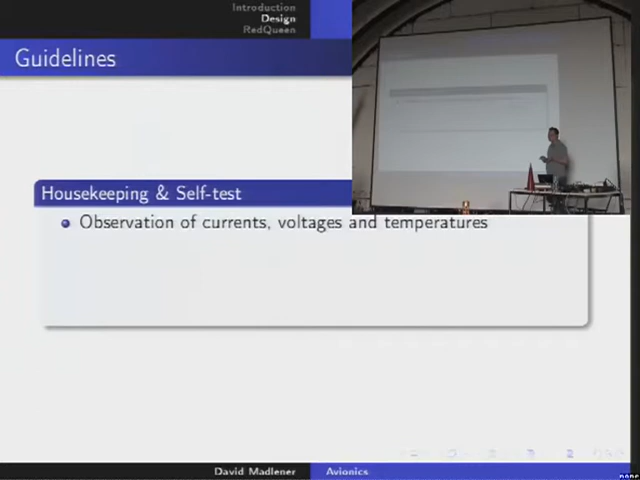 Introduction
Design
RedQueen
Guidelines
Housekeeping & Self-test
Observation of currents, voltages and temperatures
David Madlener
Avionics